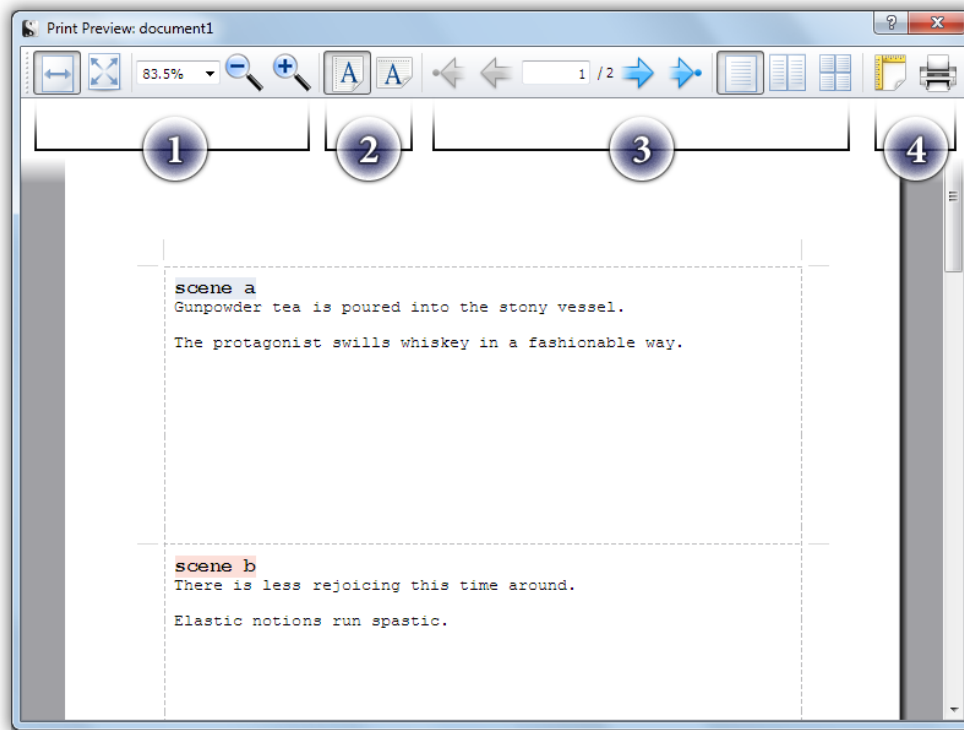 Print Preview: document1
83.5%
A A
1 / 2
1 2 3 4
scene a
Gunpowder tea is poured into the stony vessel.
The protagonist swills whiskey in a fashionable way.
scene b
There is less rejoicing this time around.
Elastic notions run spastic.